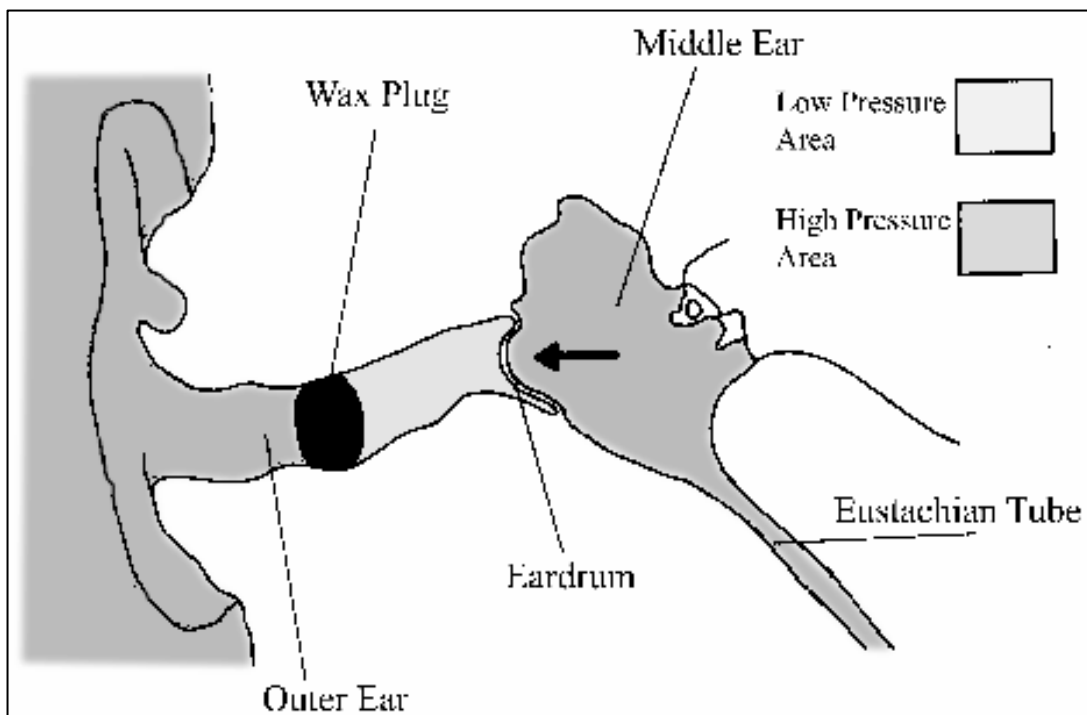 Middle Ear
Wax Plug
Low Pressure
Area
High Pressure
Area
Eustachian Tube
Eardrum
Outer Ear